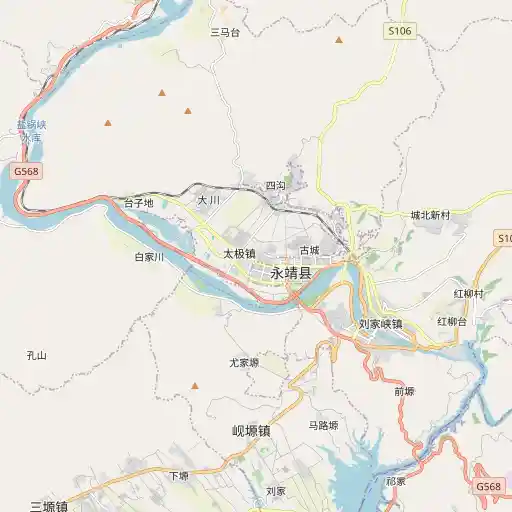 三马台
S106
盐锅峡
水库
G568
四沟
台子地
大川
城北新村
S10
太极镇
古城
白家川
永靖县
红柳村
刘家峡镇
红柳台
孔山
尤家塬
前塬
岘塬镇
马路塬
下塬
祁家
刘家
G568
三塬镇